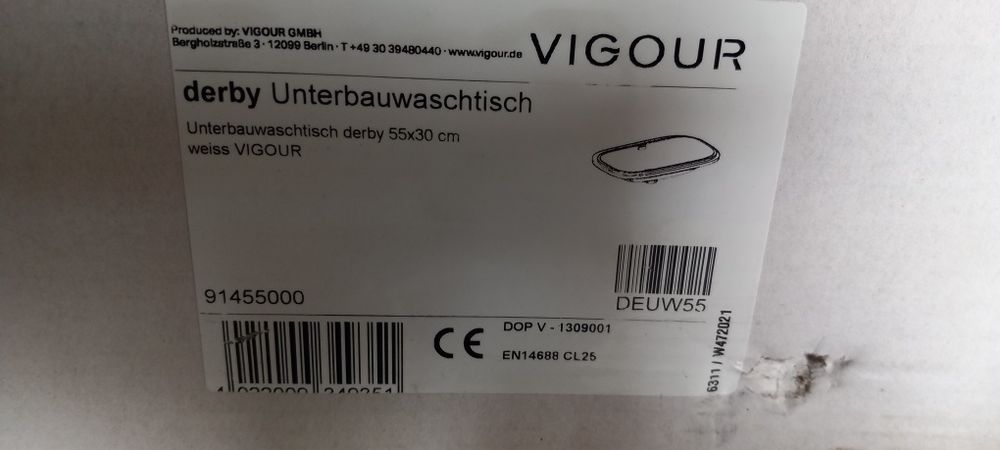 Produced by: VIGOUR GMBH
Bergholzstraße 3 · 12099 Berlin · T +49 30 39480440 · www.vigour.de
VIGOUR
derby Unterbauwaschtisch
Unterbauwaschtisch derby 55x30 cm
weiss VIGOUR
91455000
DEUW55
DOP V - 1309001
CE
EN14688 CL25
6311 / W472021